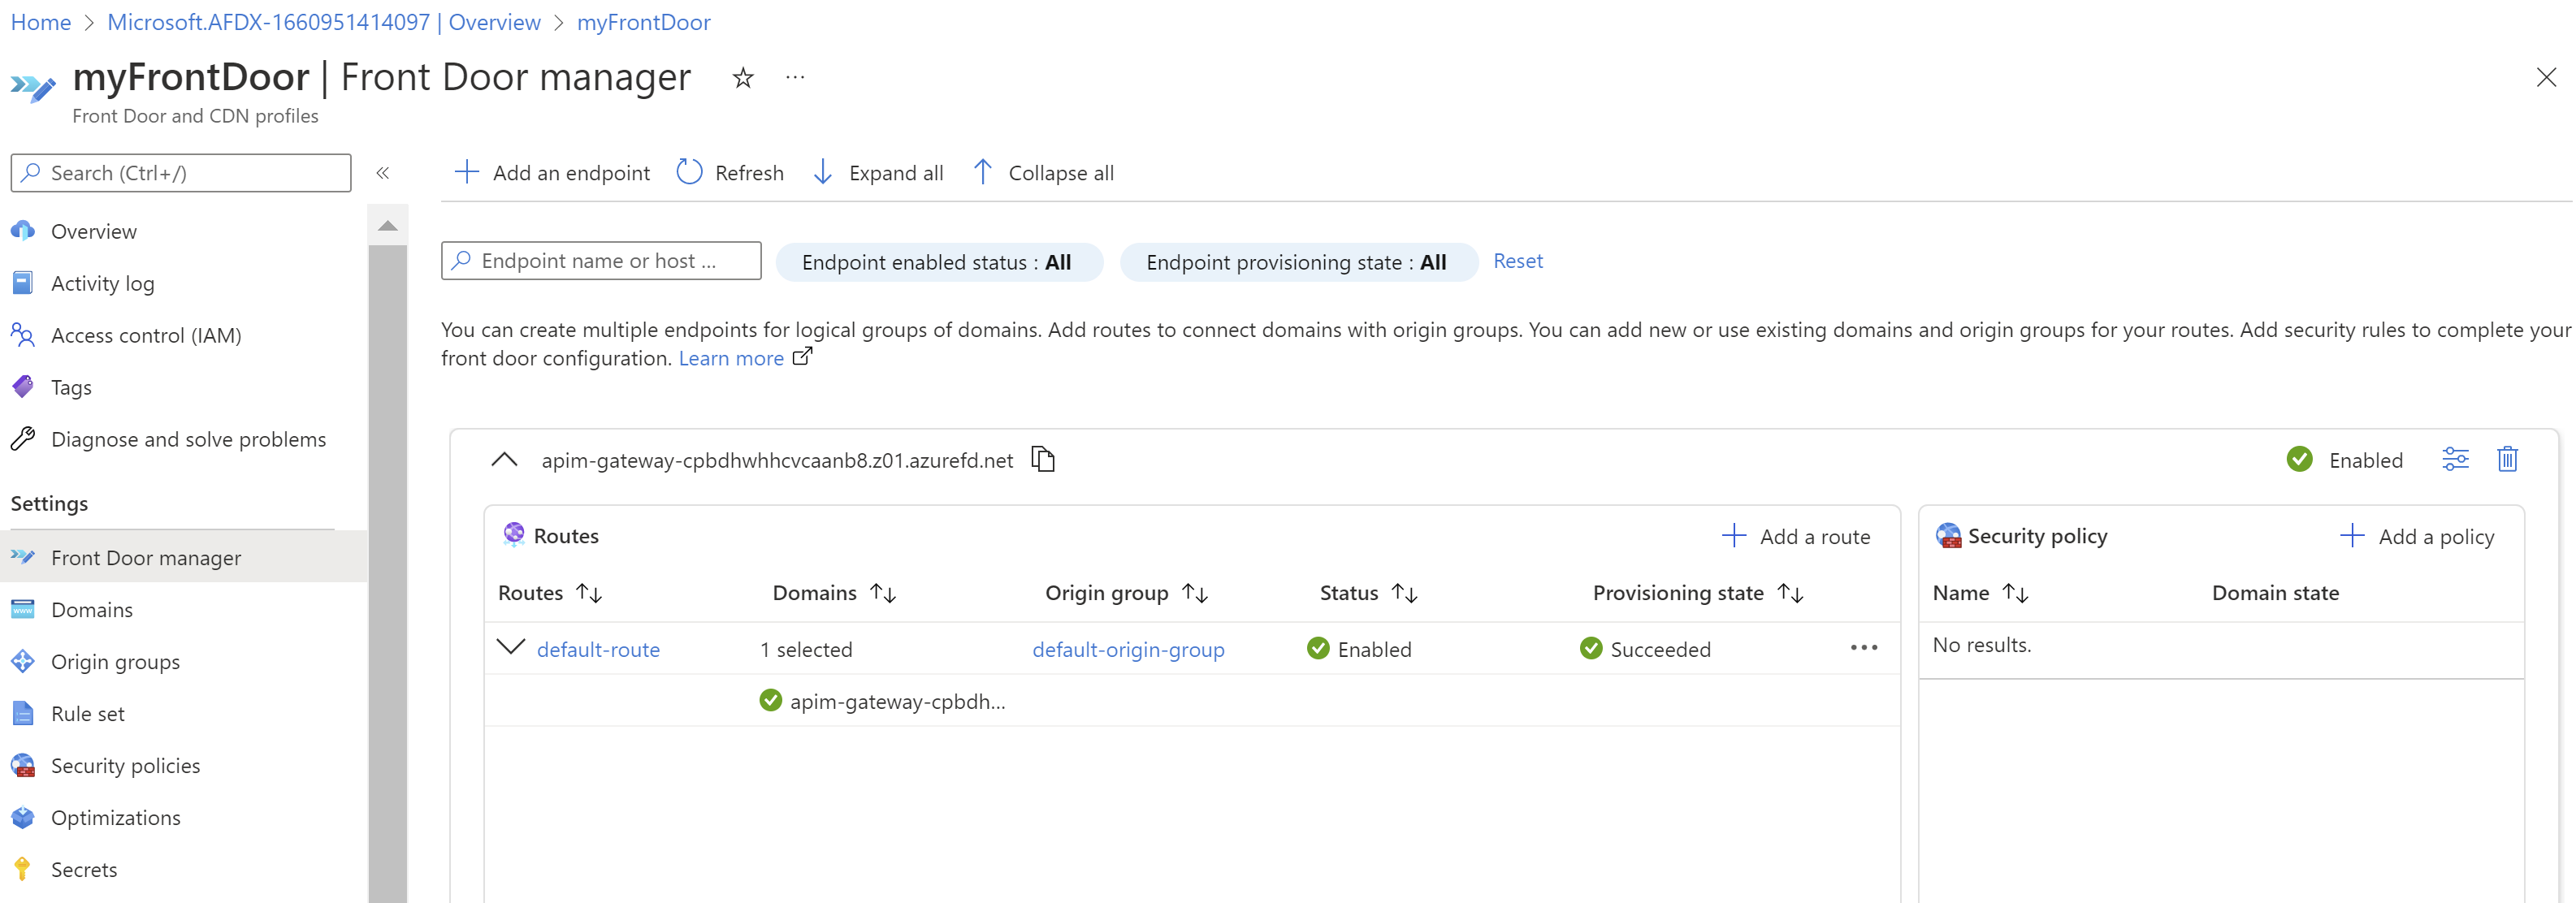 Home > Microsoft.AFDX-1660951414097 | Overview > myFrontDoor
myFrontDoor | Front Door manager ...
Front Door and CDN profiles
Search (Ctrl+/) «
Add an endpoint Refresh Expand all Collapse all
Overview
Activity log
Access control (IAM)
Tags
Diagnose and solve problems
Settings
Front Door manager
Domains
Origin groups
Rule set
Security policies
Optimizations
Secrets
Endpoint name or host ... Endpoint enabled status : All Endpoint provisioning state : All Reset
You can create multiple endpoints for logical groups of domains. Add routes to connect domains with origin groups. You can add new or use existing domains and origin groups for your routes. Add security rules to complete your
front door configuration. Learn more
apim-gateway-cpbdhwhhcvcaanb8.z01.azurefd.net Enabled
Routes Add a route
Routes Domains Origin group Status Provisioning state
default-route 1 selected default-origin-group Enabled Succeeded ...
apim-gateway-cpbdh...
Security policy Add a policy
Name Domain state
No results.